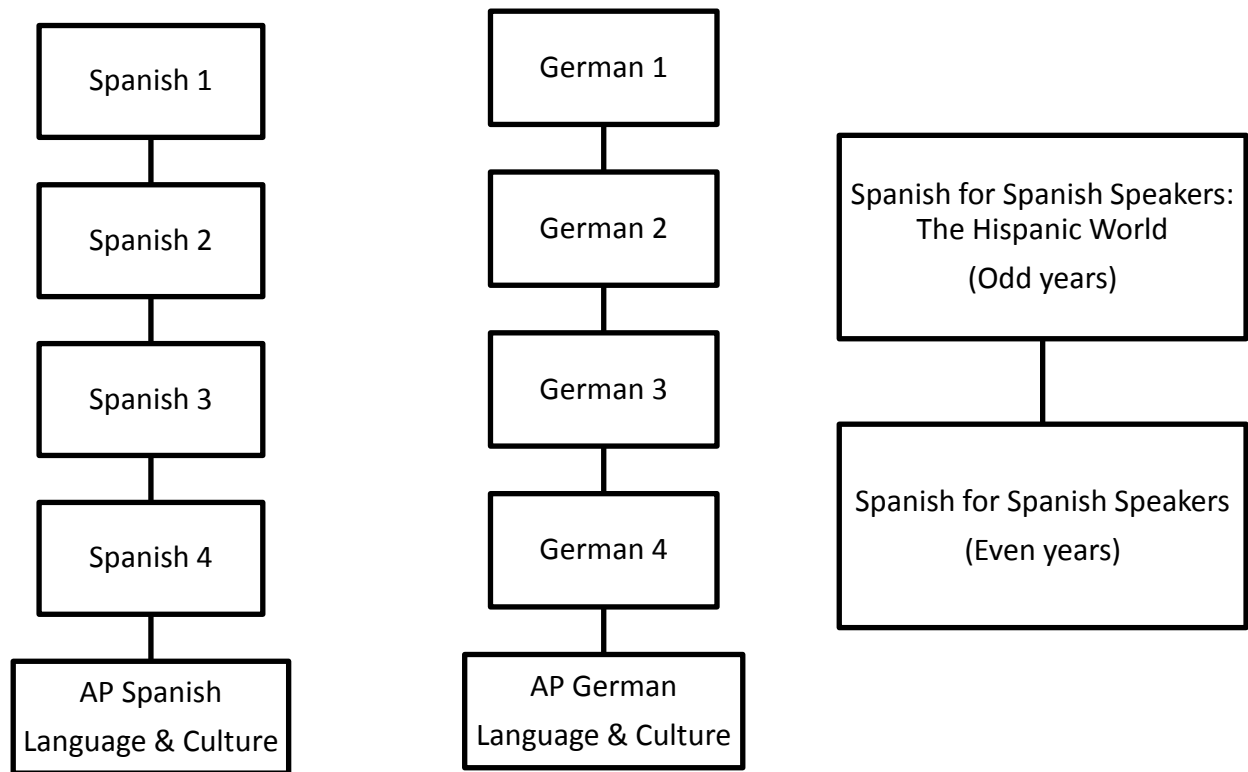 Spanish 1
Spanish 2
Spanish 3
Spanish 4
AP Spanish
Language & Culture
German 1
German 2
German 3
German 4
AP German
Language & Culture
Spanish for Spanish Speakers:
The Hispanic World
(Odd years)
Spanish for Spanish Speakers
(Even years)